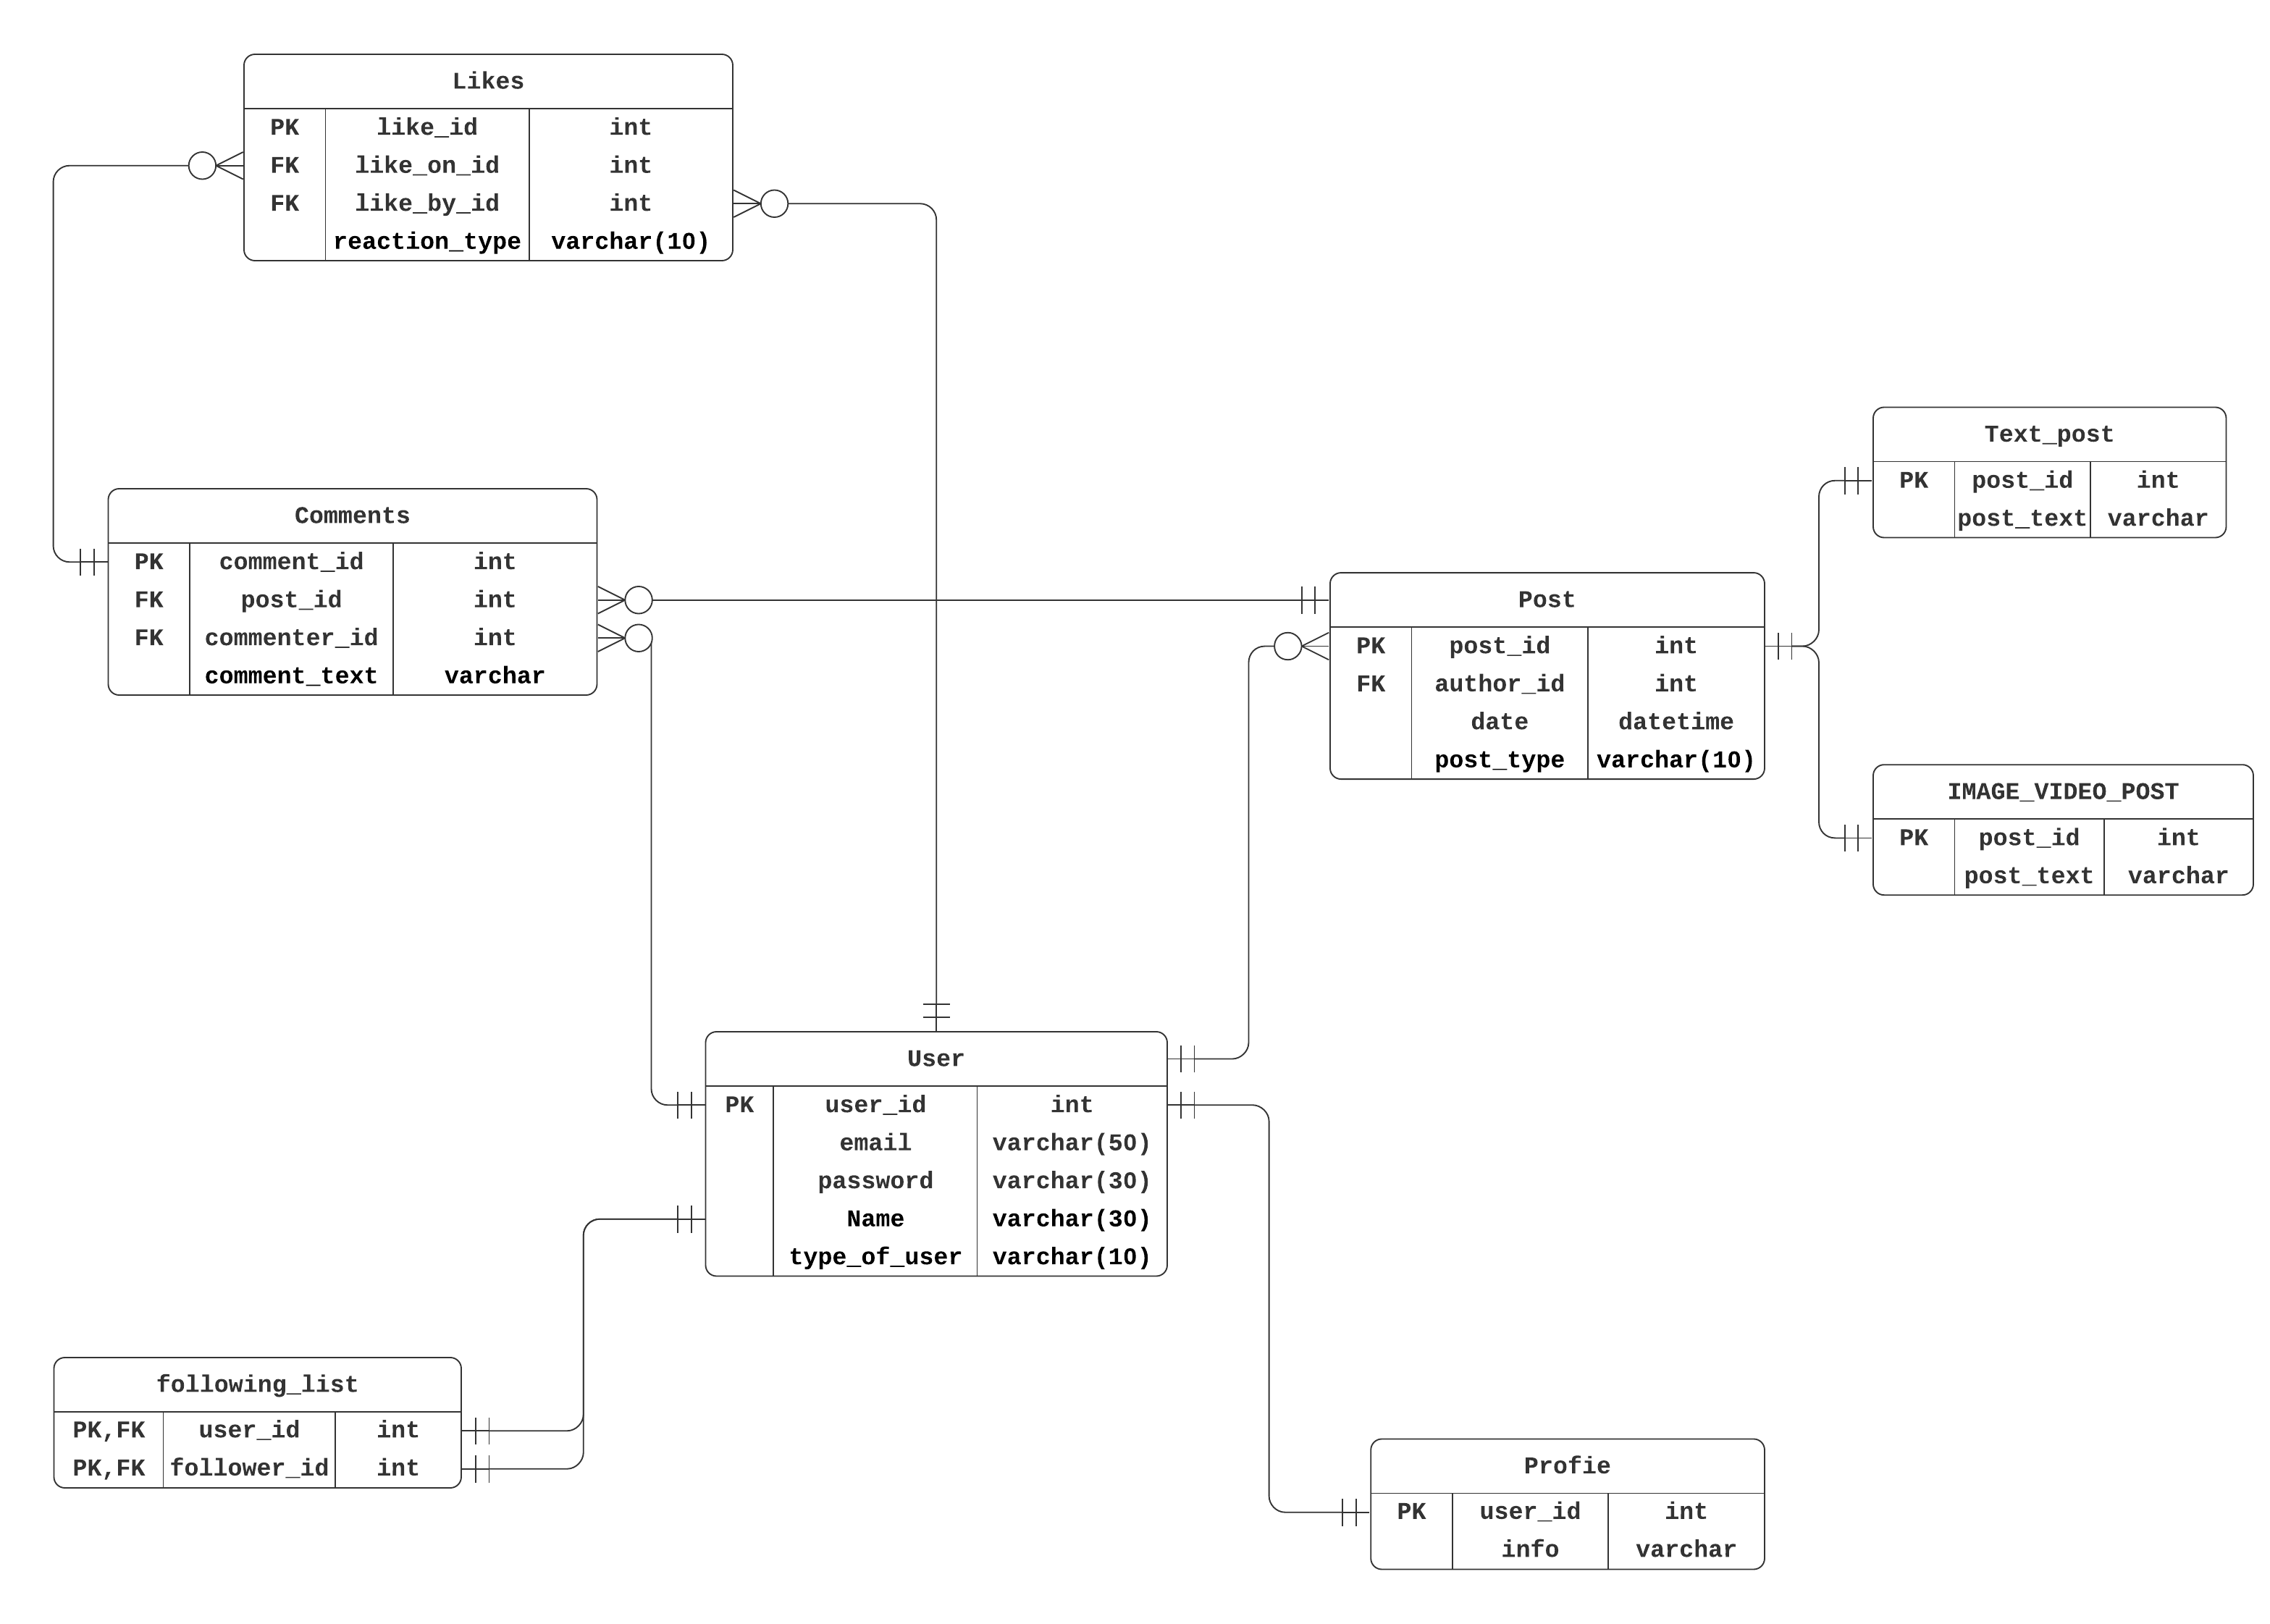 Likes
PK like_id int
FK like_on_id int
FK like_by_id int
reaction_type varchar(10)
Text_post
PK post_id int
post_text varchar
Comments
PK comment_id int
FK post_id int
FK commenter_id int
comment_text varchar
Post
PK post_id int
FK author_id int
date datetime
post_type varchar(10)
IMAGE_VIDEO_POST
PK post_id int
post_text varchar
User
PK user_id int
email varchar(50)
password varchar(30)
Name varchar(30)
type_of_user varchar(10)
following_list
PK,FK user_id int
PK,FK follower_id int
Profie
PK user_id int
info varchar